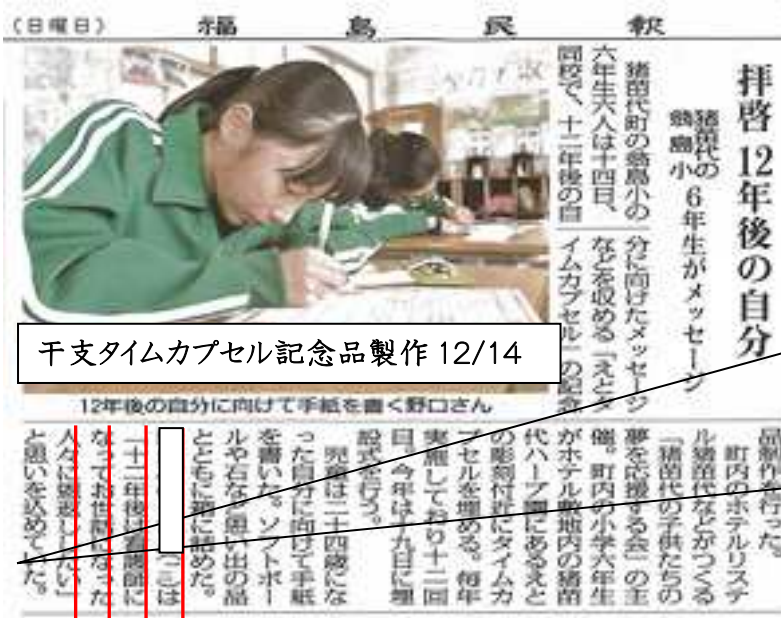 (日曜日) 福島民報
拝啓 12年後の自分
猪苗代の
翁島小
6年生がメッセージ
猪苗代町の翁島小の
六年生六人は十四日、
同校で、十二年後の自
分に向けたメッセージ
などを収める「えとタ
イムカプセル」の記念
干支タイムカプセル記念品製作 12/14
12年後の自分に向けて手紙を書く野口さん
品制作を行った。
町内のホテルリステ
ル猪苗代などがつくる
「猪苗代の子供たちの
夢を応援する会」の主
催。町内の小学六年生
がホテル敷地内の猪苗
代ハーブ園にあるえと
の彫刻付近にタイムカ
プセルを埋める。毎年
実施しており十二回
目。今年は十九日に埋
設式を行う。
児童は二十四歳にな
った自分に向けて手紙
を書いた。ソフトボー
ルや石など思い出の品
とともに箱に詰めた。
は
「十二年後は看護師に
なってお世話になった
人々に恩返ししたい」
と思いを込めていた。